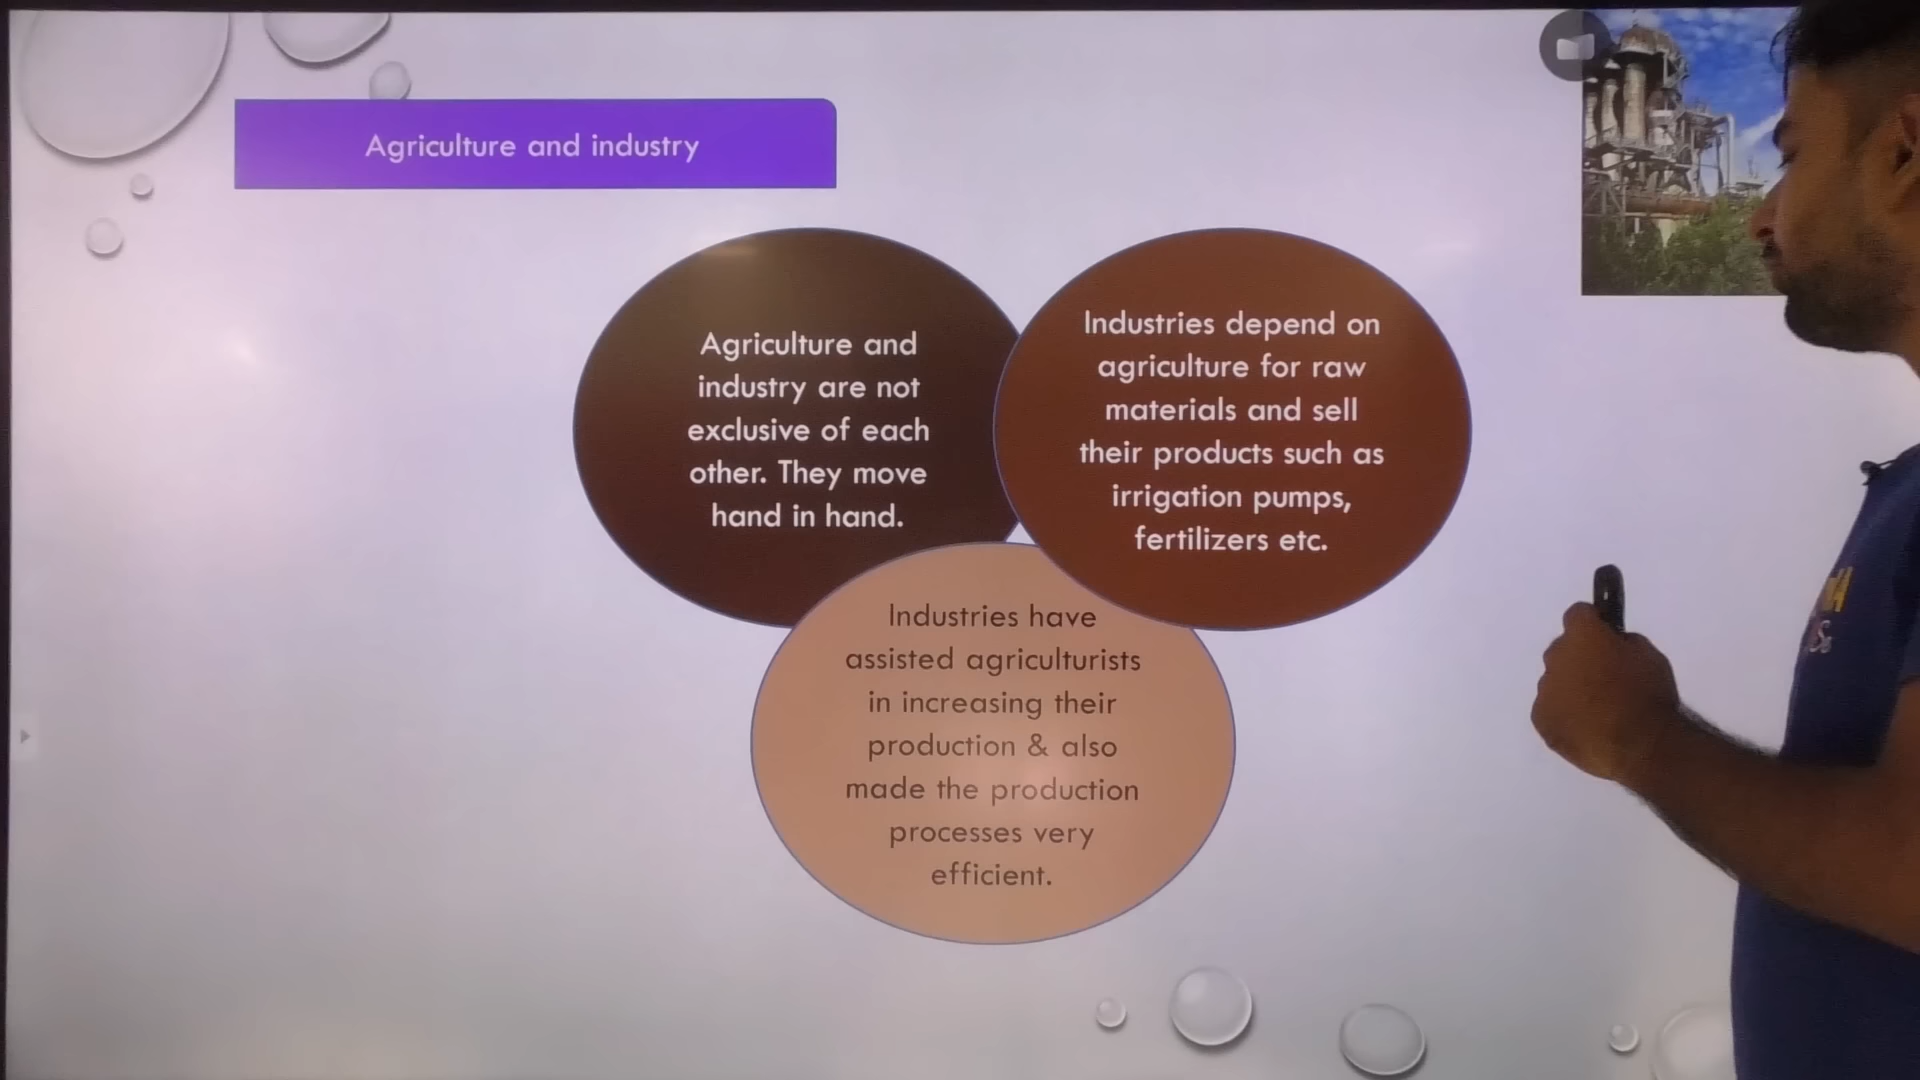 Agriculture and industry
Agriculture and
industry are not
exclusive of each
other. They move
hand in hand.
Industries depend on
agriculture for raw
materials and sell
their products such as
irrigation pumps,
fertilizers etc.
Industries have
assisted agriculturists
in increasing their
production & also
made the production
processes very
efficient.